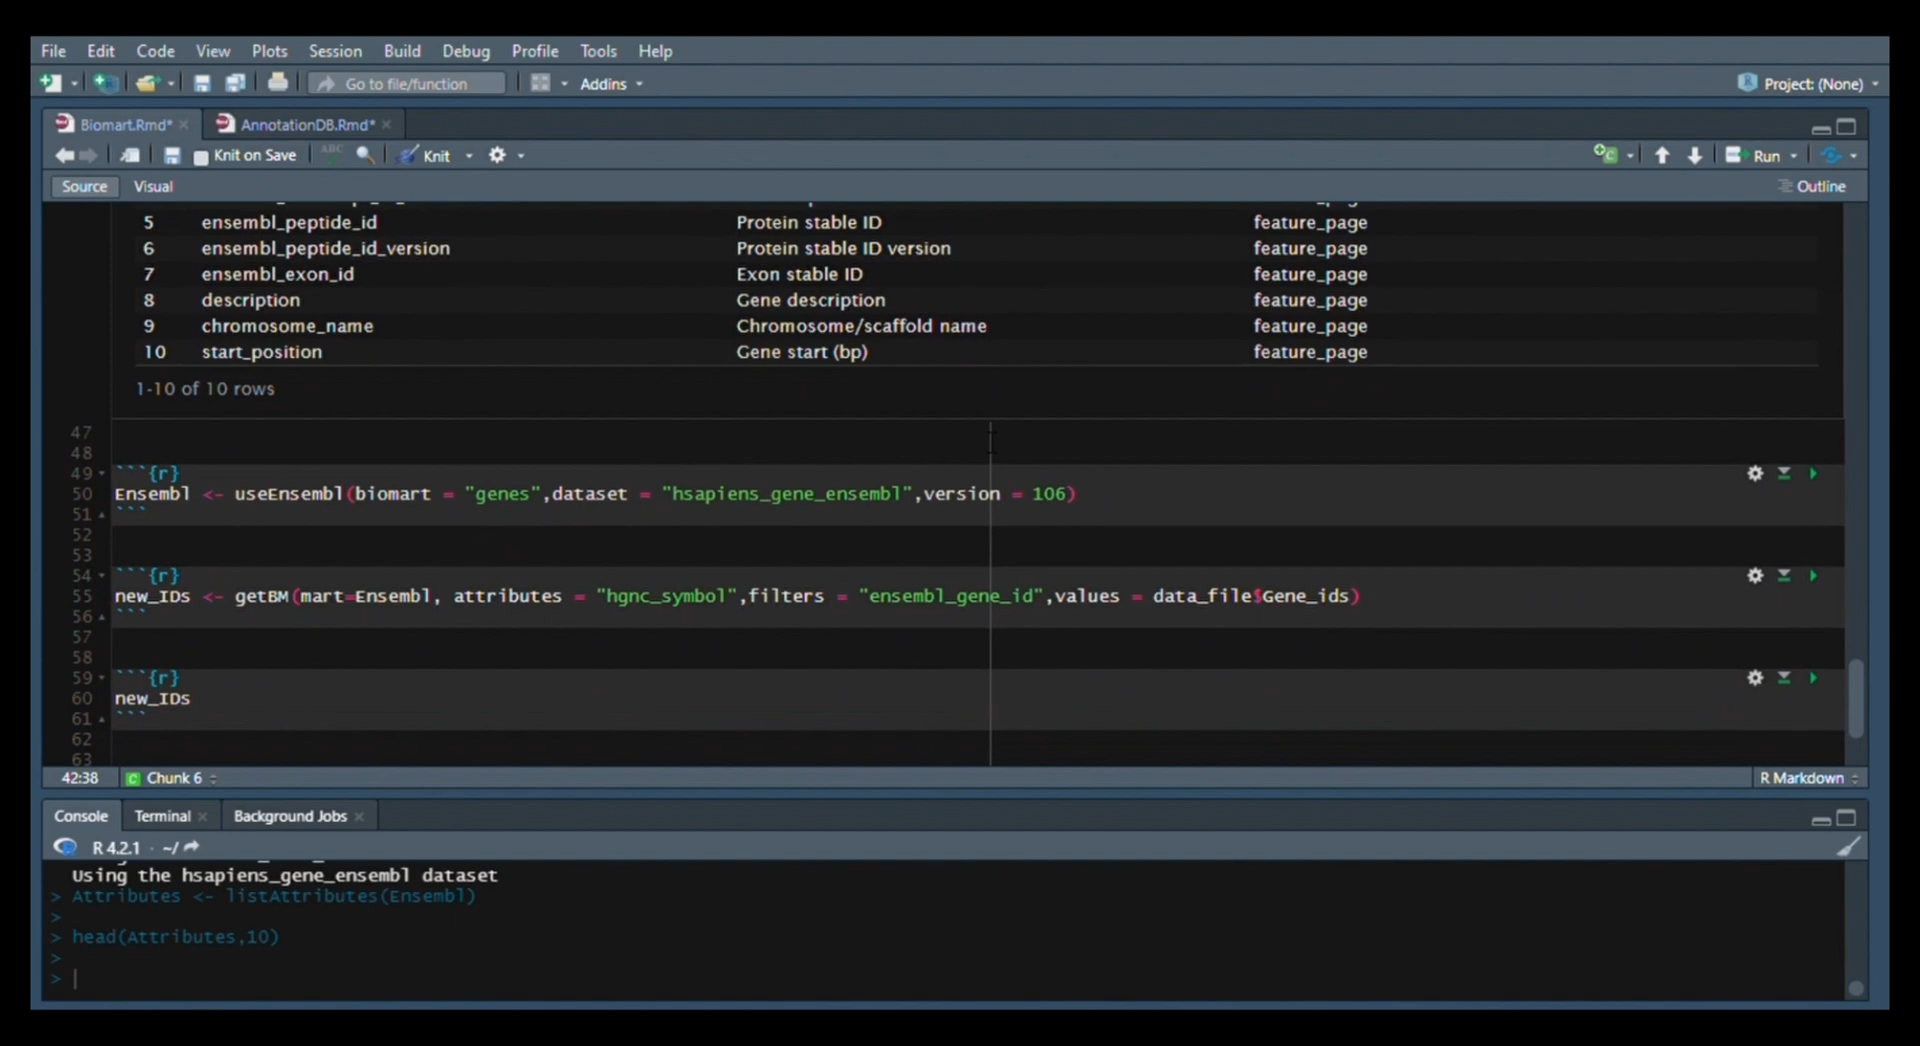 File Edit Code View Plots Session Build Debug Profile Tools Help
Go to file/function Addins Project: (None)
Biomart.Rmd* AnnotationDB.Rmd*
Knit on Save ABC Knit Run
Source Visual Outline
5 ensembl_peptide_id Protein stable ID feature_page
6 ensembl_peptide_id_version Protein stable ID version feature_page
7 ensembl_exon_id Exon stable ID feature_page
8 description Gene description feature_page
9 chromosome_name Chromosome/scaffold name feature_page
10 start_position Gene start (bp) feature_page
1-10 of 10 rows
47
48
49 ```{r}
50 Ensembl <- useEnsembl(biomart = "genes",dataset = "hsapiens_gene_ensembl",version = 106)
51 ```
52
53
54 ```{r}
55 new_IDs <- getBM(mart=Ensembl, attributes = "hgnc_symbol",filters = "ensembl_gene_id",values = data_file$Gene_ids)
56 ```
57
58
59 ```{r}
60 new_IDs
61 ```
62
63
42:38 C Chunk 6 R Markdown
Console Terminal Background Jobs
R 4.2.1 · ~/
Using the hsapiens_gene_ensembl dataset
> Attributes <- listAttributes(Ensembl)
>
> head(Attributes,10)
>
>